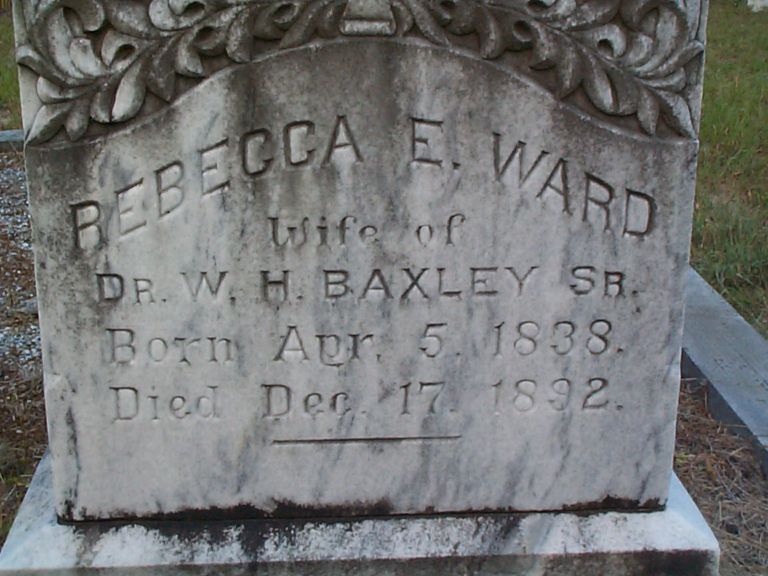 REBECCA E. WARD
Wife of
DR. W. H. BAXLEY SR.
Born Apr. 5. 1838.
Died Dec. 17. 1892.